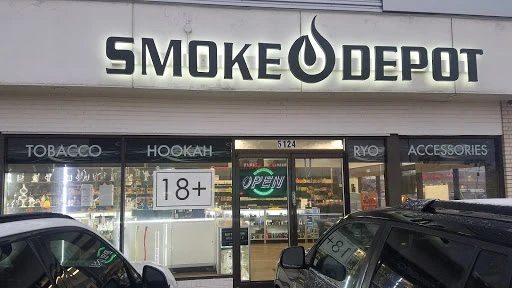 SMOKE DEPOT
5124
TOBACCO HOOKAH RYO ACCESSORIES
18+
OPEN